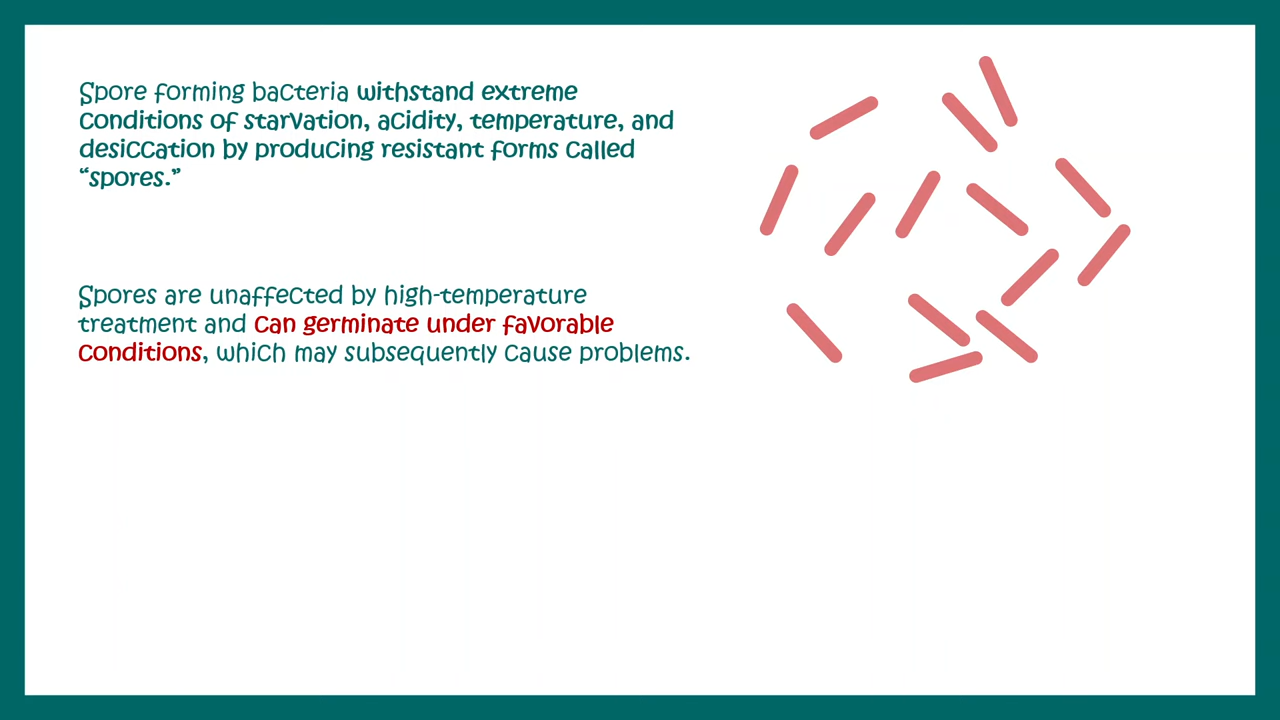 Spore forming bacteria withstand extreme
conditions of starvation, acidity, temperature, and
desiccation by producing resistant forms called
“spores.”
Spores are unaffected by high-temperature
treatment and can germinate under favorable
conditions, which may subsequently cause problems.